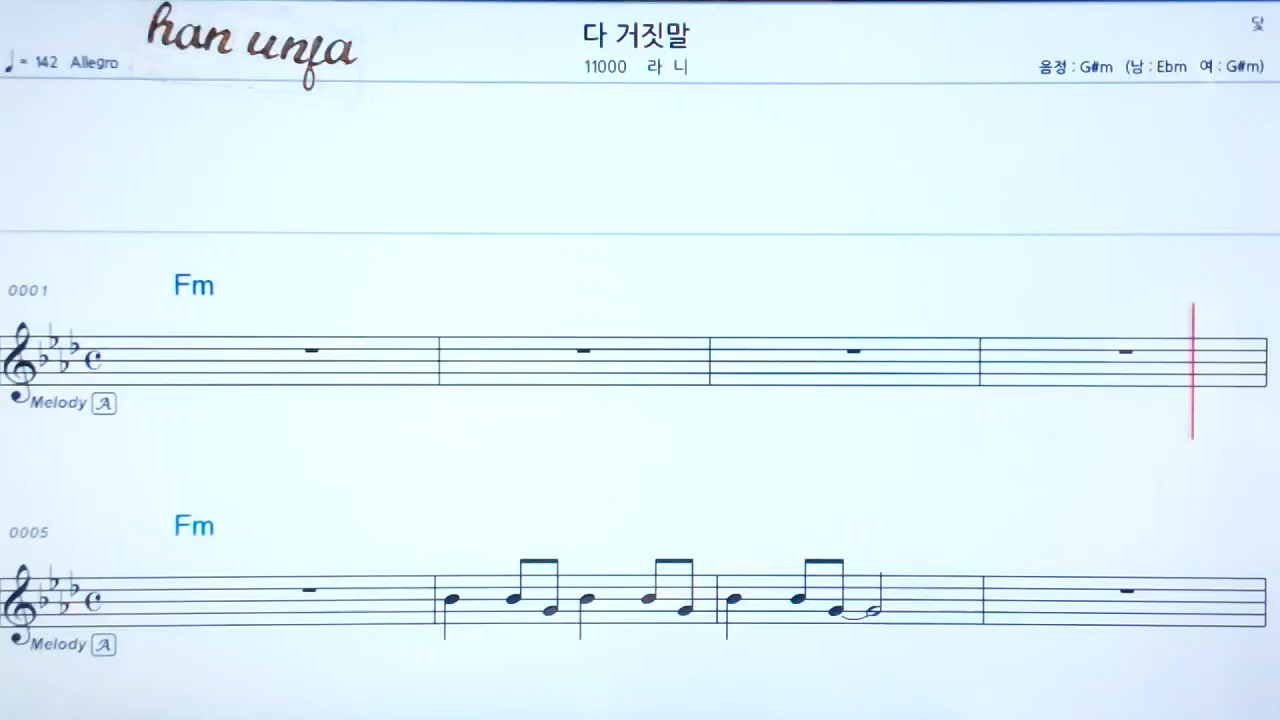 han unfa
다 거짓말
♩= 142 Allegro
11000 라 니
음정 : G#m (남 : Ebm 여 : G#m)
0001
Fm
Melody A
0005
Fm
Melody A